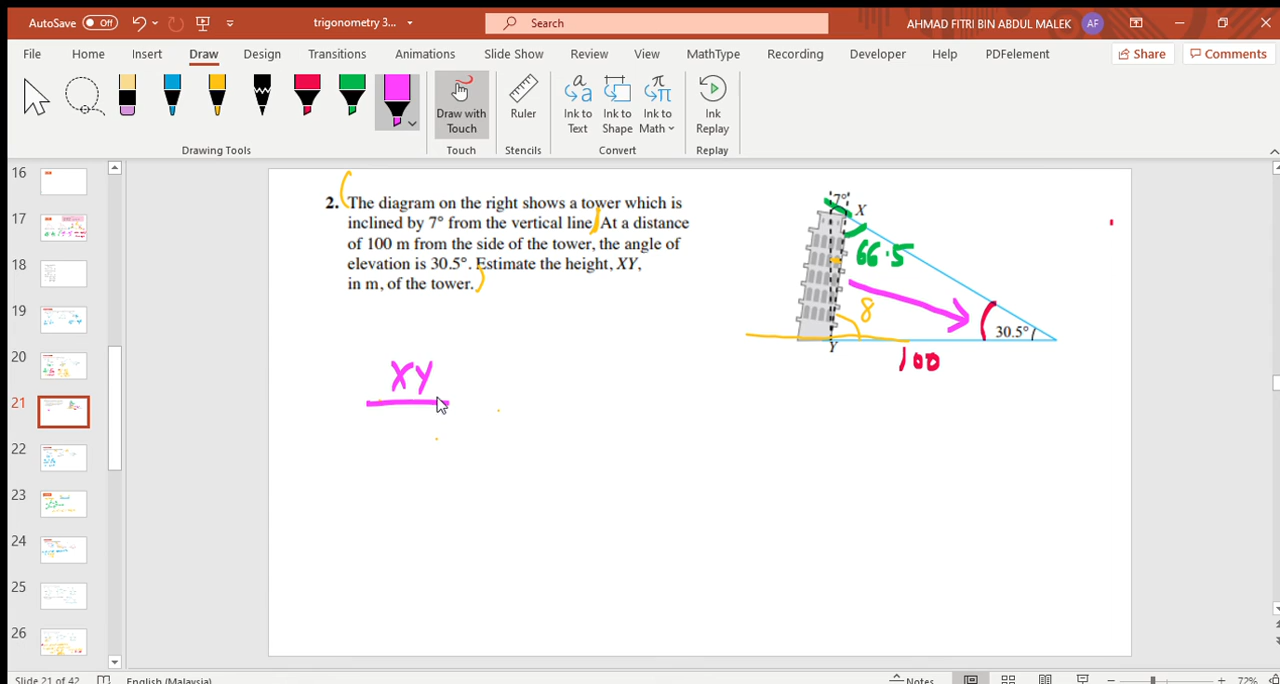 AutoSave Off trigonometry 3... Search AHMAD FITRI BIN ABDUL MALEK AF
File Home Insert Draw Design Transitions Animations Slide Show Review View MathType Recording Developer Help PDFelement Share Comments
Draw with Touch Ruler Ink to Text Ink to Shape Ink to Math Ink Replay
Drawing Tools Touch Stencils Convert Replay
16
17
18
19
20
21
22
23
24
25
26
2. The diagram on the right shows a tower which is
inclined by 7° from the vertical line. At a distance
of 100 m from the side of the tower, the angle of
elevation is 30.5°. Estimate the height, XY,
in m, of the tower.
7°
X
66.5
8
30.5°
Y
100
XY
Slide 21 of 42 English (Malaysia) Notes 72%